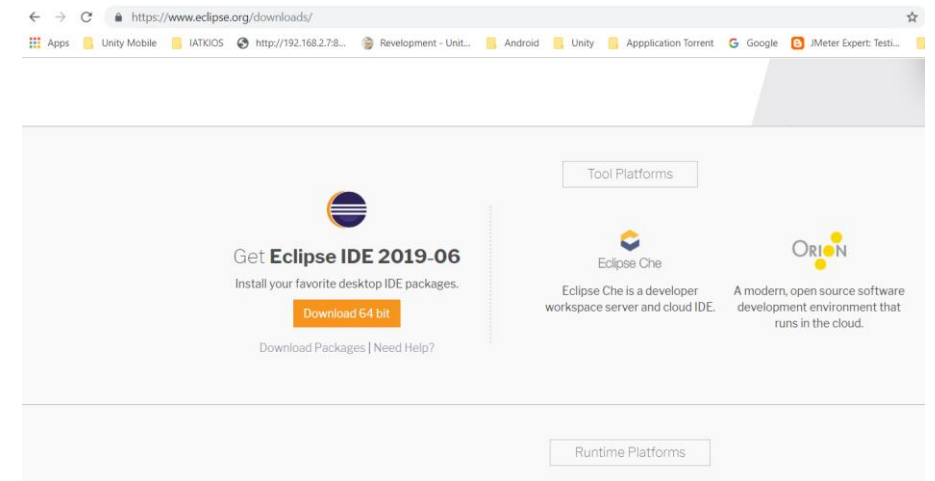 https://www.eclipse.org/downloads/
Apps Unity Mobile IATKIOS http://192.168.2.7:8... Revelopment - Unit... Android Unity Appplication Torrent Google JMeter Expert: Testi...
Tool Platforms
Get Eclipse IDE 2019-06
Install your favorite desktop IDE packages.
Download 64 bit
Download Packages | Need Help?
Eclipse Che
Eclipse Che is a developer
workspace server and cloud IDE.
ORION
A modern, open source software
development environment that
runs in the cloud.
Runtime Platforms